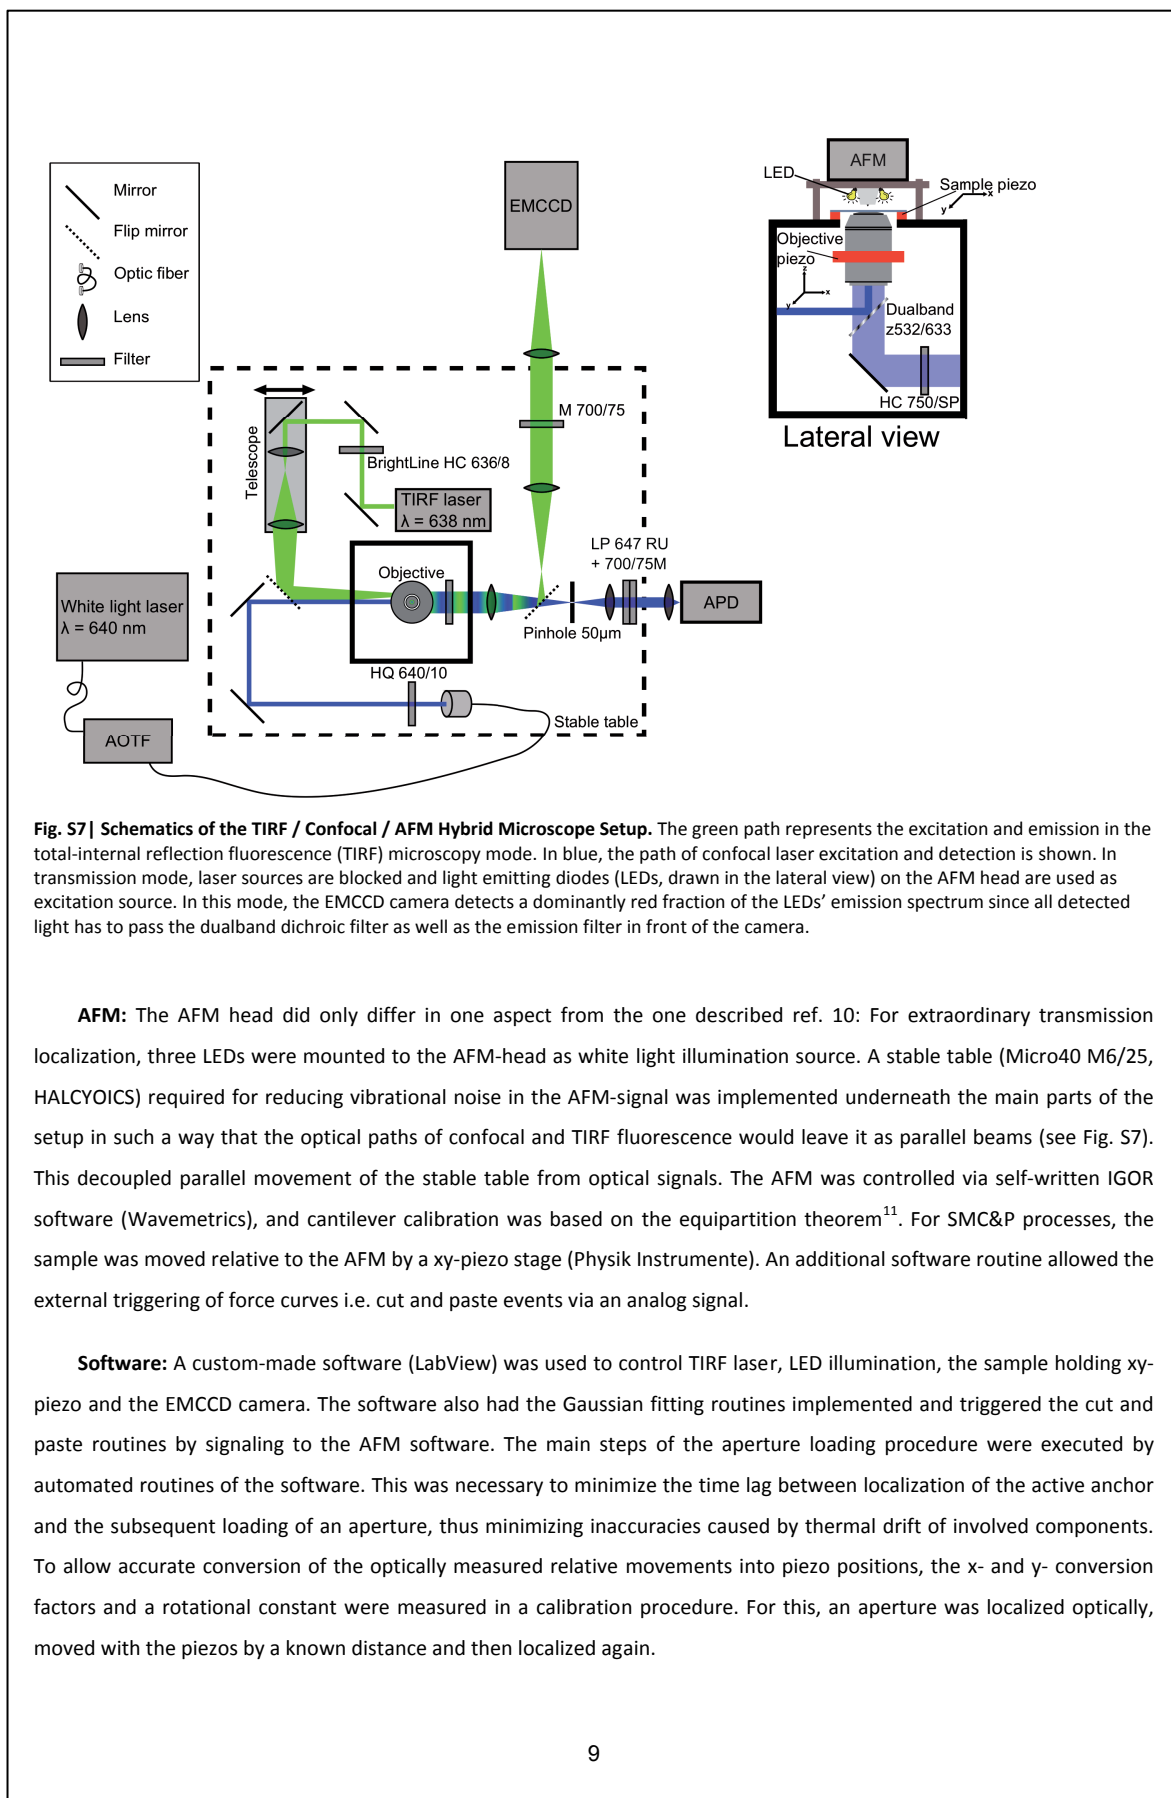 Mirror
Flip mirror
Optic fiber
Lens
Filter
EMCCD
M 700/75
Telescope
BrightLine HC 636/8
TIRF laser
λ = 638 nm
LP 647 RU
+ 700/75M
Objective
White light laser
λ = 640 nm
APD
Pinhole 50µm
HQ 640/10
Stable table
AOTF
AFM
LED
Sample piezo
x
y
Objective
piezo
z
x
y
Dualband
z532/633
HC 750/SP
Lateral view
Fig. S7| Schematics of the TIRF / Confocal / AFM Hybrid Microscope Setup. The green path represents the excitation and emission in the
total-internal reflection fluorescence (TIRF) microscopy mode. In blue, the path of confocal laser excitation and detection is shown. In
transmission mode, laser sources are blocked and light emitting diodes (LEDs, drawn in the lateral view) on the AFM head are used as
excitation source. In this mode, the EMCCD camera detects a dominantly red fraction of the LEDs’ emission spectrum since all detected
light has to pass the dualband dichroic filter as well as the emission filter in front of the camera.
AFM: The AFM head did only differ in one aspect from the one described ref. 10: For extraordinary transmission
localization, three LEDs were mounted to the AFM-head as white light illumination source. A stable table (Micro40 M6/25,
HALCYOICS) required for reducing vibrational noise in the AFM-signal was implemented underneath the main parts of the
setup in such a way that the optical paths of confocal and TIRF fluorescence would leave it as parallel beams (see Fig. S7).
This decoupled parallel movement of the stable table from optical signals. The AFM was controlled via self-written IGOR
software (Wavemetrics), and cantilever calibration was based on the equipartition theorem11. For SMC&P processes, the
sample was moved relative to the AFM by a xy-piezo stage (Physik Instrumente). An additional software routine allowed the
external triggering of force curves i.e. cut and paste events via an analog signal.
Software: A custom-made software (LabView) was used to control TIRF laser, LED illumination, the sample holding xy-
piezo and the EMCCD camera. The software also had the Gaussian fitting routines implemented and triggered the cut and
paste routines by signaling to the AFM software. The main steps of the aperture loading procedure were executed by
automated routines of the software. This was necessary to minimize the time lag between localization of the active anchor
and the subsequent loading of an aperture, thus minimizing inaccuracies caused by thermal drift of involved components.
To allow accurate conversion of the optically measured relative movements into piezo positions, the x- and y- conversion
factors and a rotational constant were measured in a calibration procedure. For this, an aperture was localized optically,
moved with the piezos by a known distance and then localized again.
9